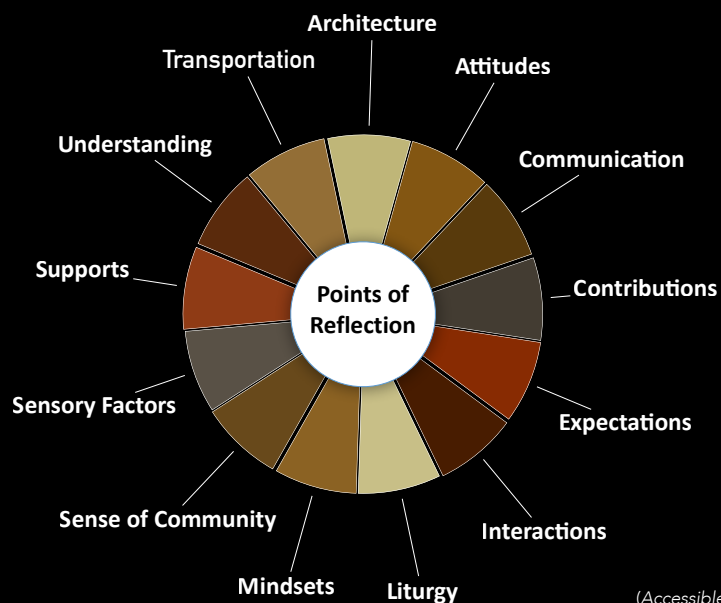 Architecture
Attitudes
Communication
Contributions
Expectations
Interactions
Liturgy
Mindsets
Sense of Community
Sensory Factors
Supports
Understanding
Transportation
Points of
Reflection
(Accessible